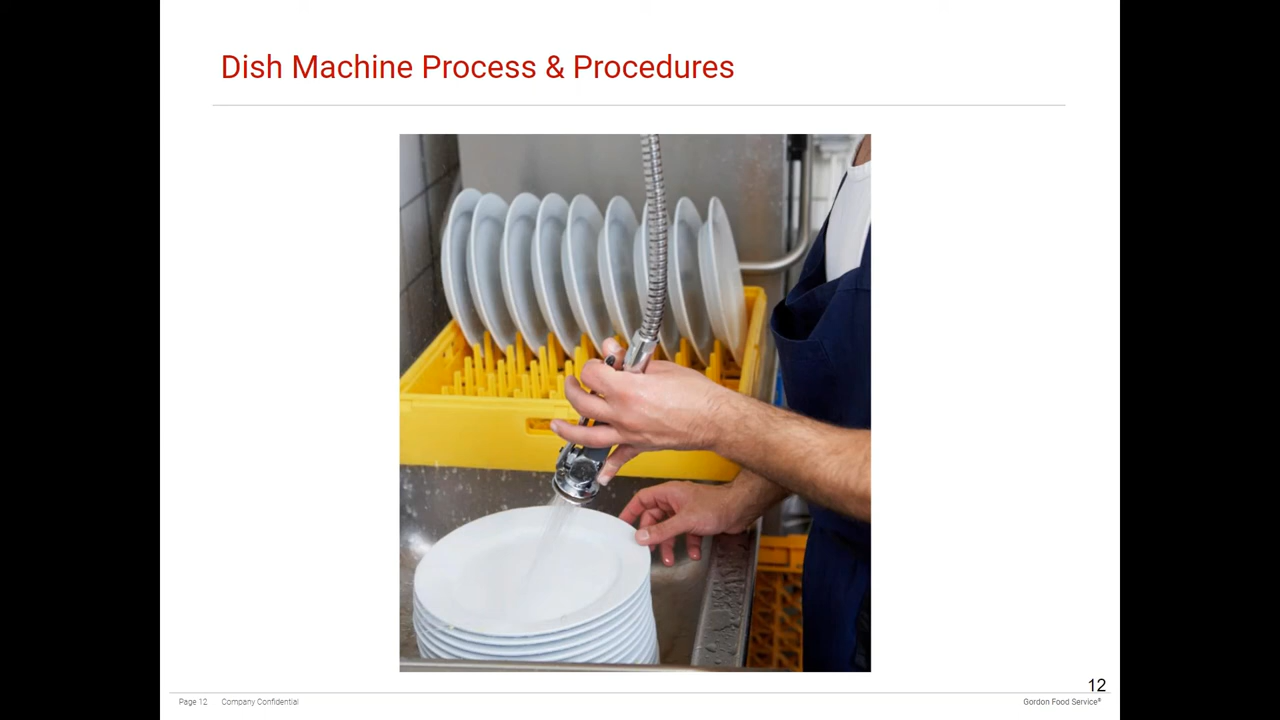 Dish Machine Process & Procedures
12
Page 12 Company Confidential
Gordon Food Service®